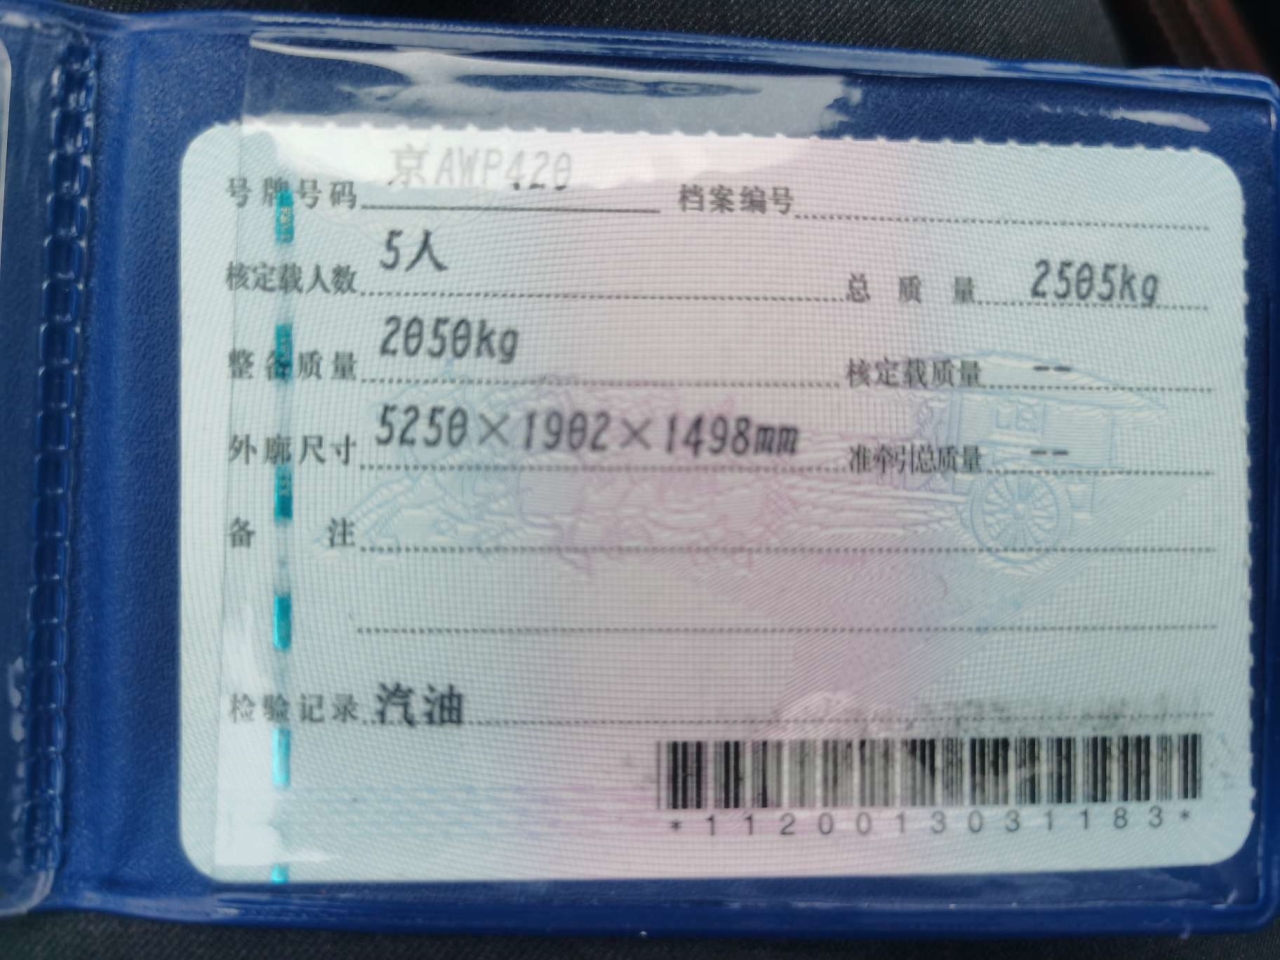 号牌号码 京AWP420 档案编号
核定载人数 5人 总质量 2505kg
整备质量 2050kg 核定载质量 --
外廓尺寸 5250×1902×1498mm 准牵引总质量 --
备注
检验记录 汽油
*1120013031183*